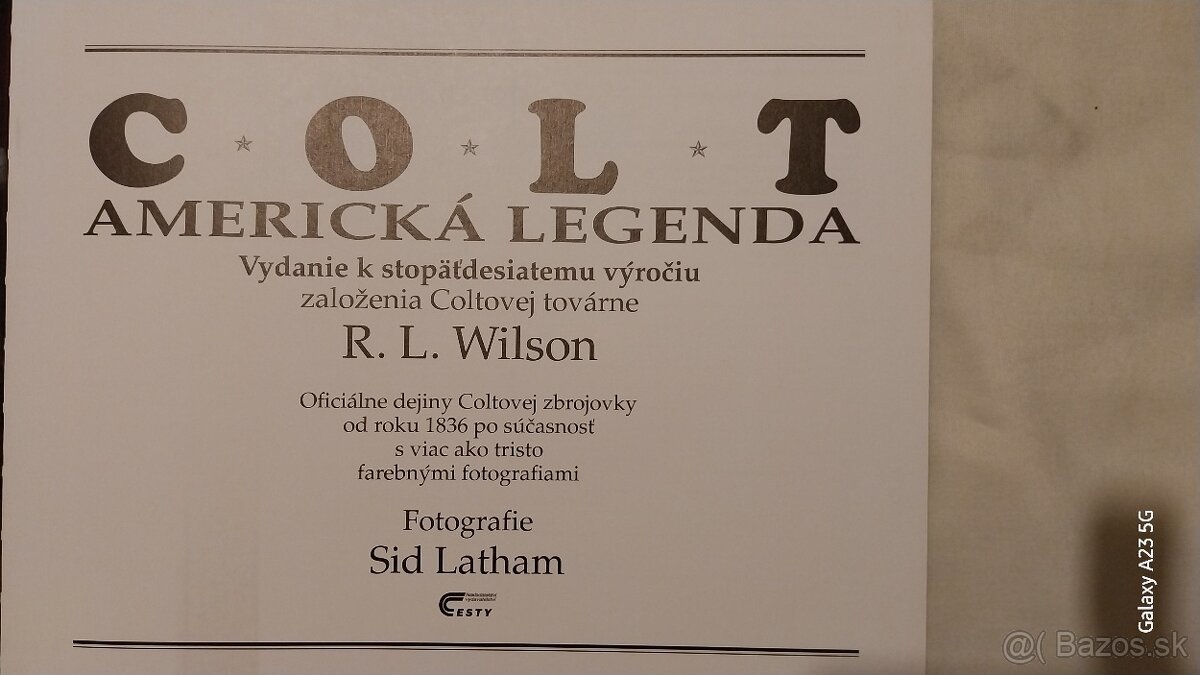 C O L T
AMERICKÁ LEGENDA
Vydanie k stopäťdesiatemu výročiu
založenia Coltovej továrne
R. L. Wilson
Oficiálne dejiny Coltovej zbrojovky
od roku 1836 po súčasnosť
s viac ako tristo
farebnými fotografiami
Fotografie
Sid Latham
CESTY
Galaxy A23 5G
@( Bazos.sk